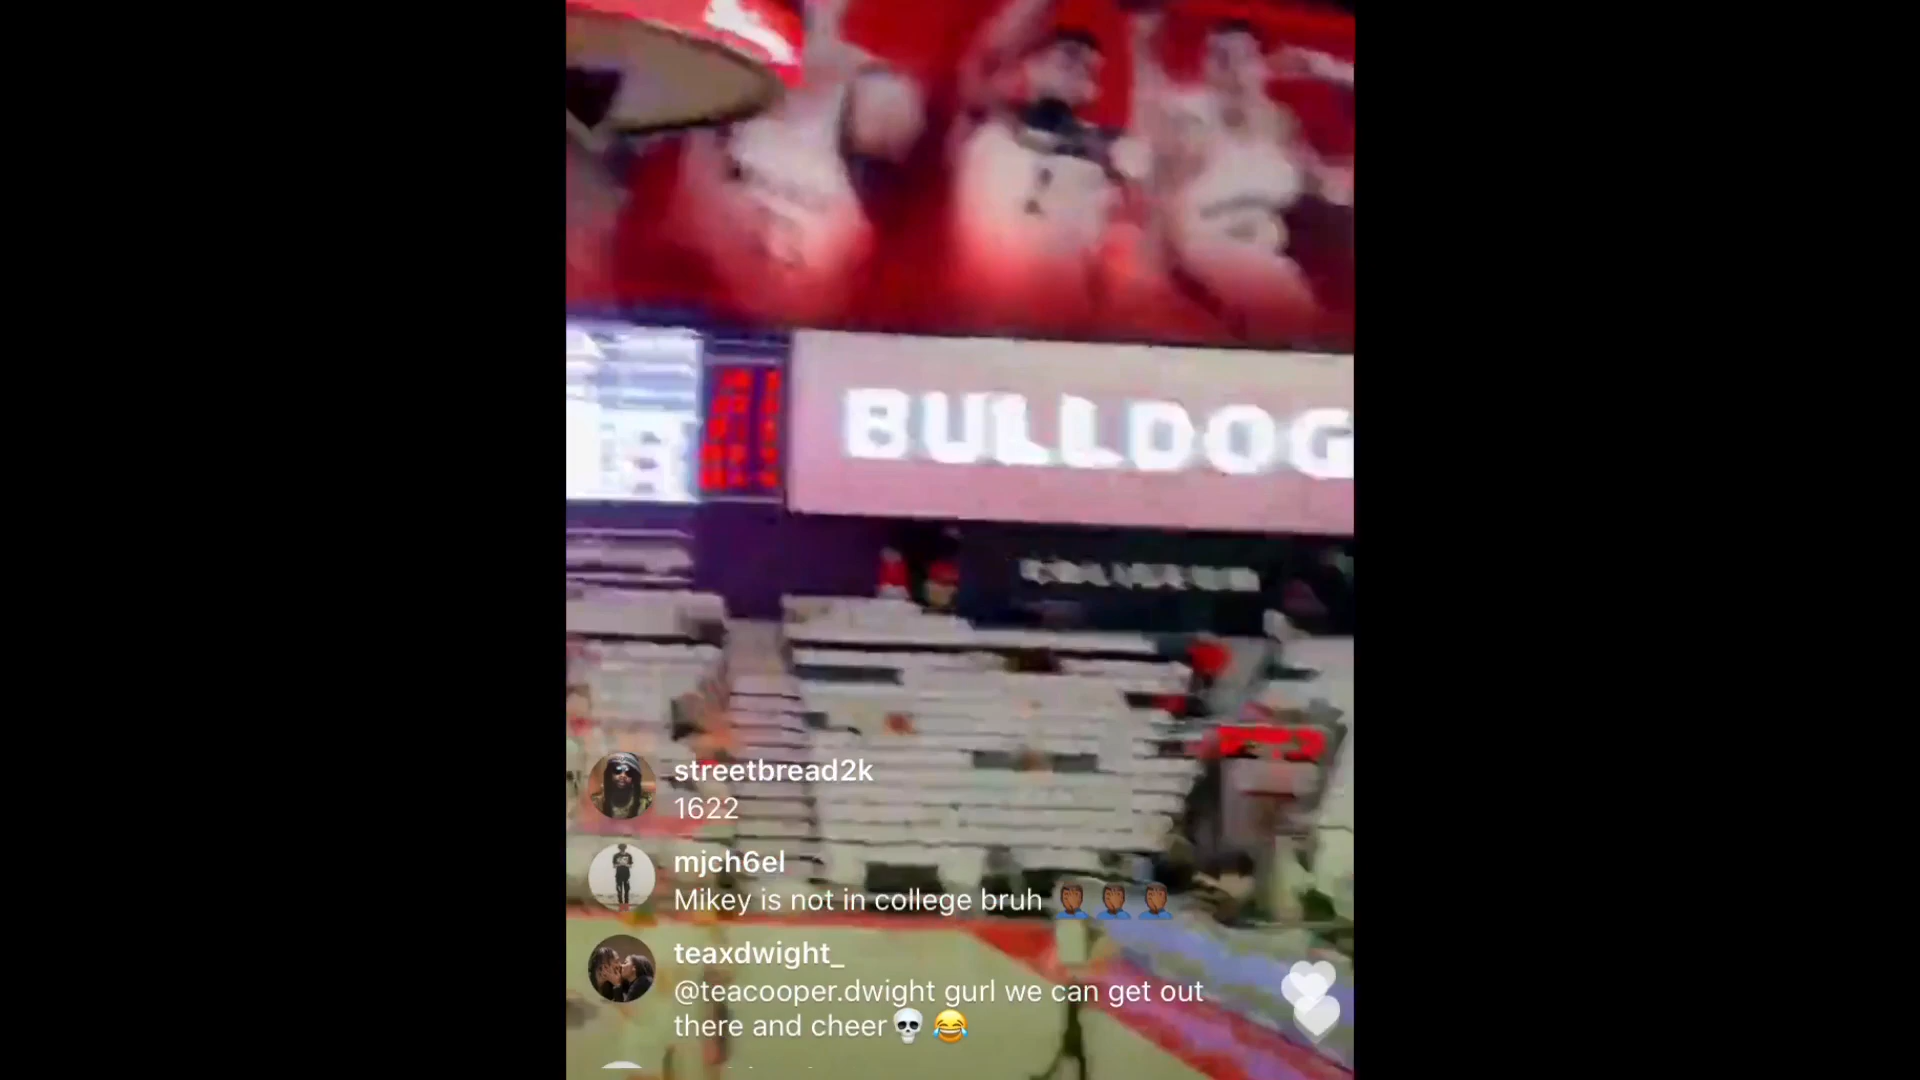 BULLDOG
COLISEUM
streetbread2k
1622
mjch6el
Mikey is not in college bruh 🤦🏾‍♂️🤦🏾‍♂️🤦🏾‍♂️
teaxdwight_
@teacooper.dwight gurl we can get out
there and cheer💀😂